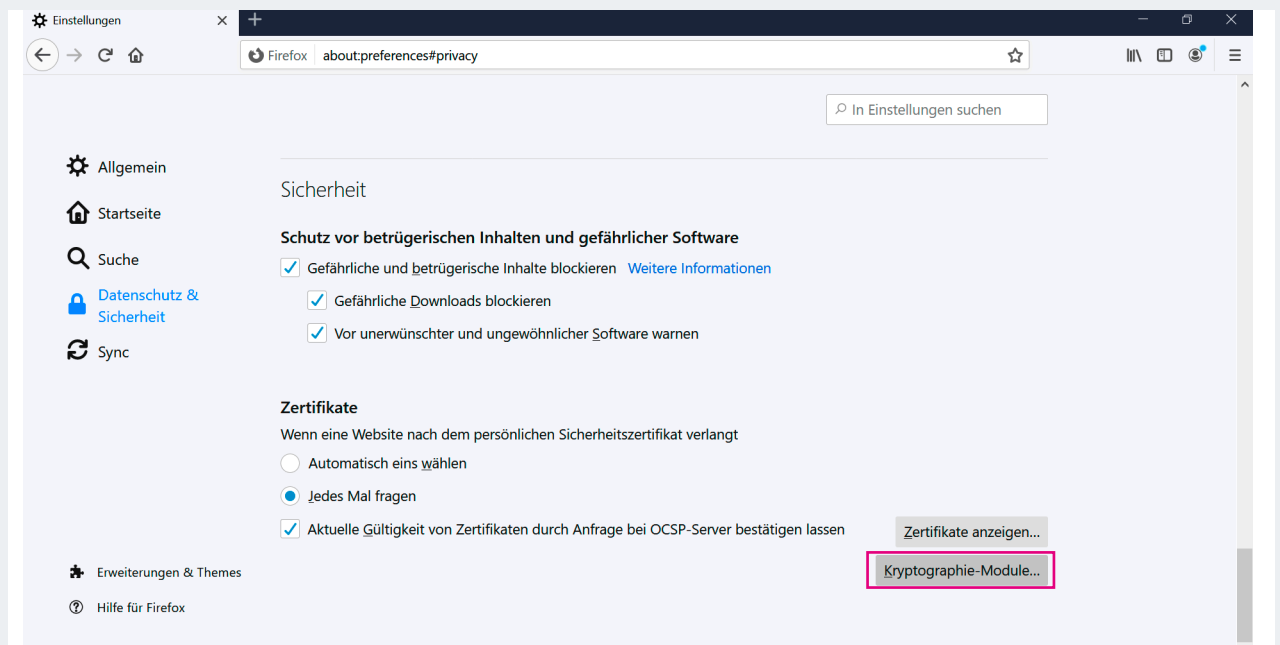 Einstellungen
Firefox about:preferences#privacy
In Einstellungen suchen
Allgemein
Startseite
Suche
Datenschutz &
Sicherheit
Sync
Erweiterungen & Themes
Hilfe für Firefox
Sicherheit
Schutz vor betrügerischen Inhalten und gefährlicher Software
Gefährliche und betrügerische Inhalte blockieren Weitere Informationen
Gefährliche Downloads blockieren
Vor unerwünschter und ungewöhnlicher Software warnen
Zertifikate
Wenn eine Website nach dem persönlichen Sicherheitszertifikat verlangt
Automatisch eins wählen
Jedes Mal fragen
Aktuelle Gültigkeit von Zertifikaten durch Anfrage bei OCSP-Server bestätigen lassen
Zertifikate anzeigen...
Kryptographie-Module...